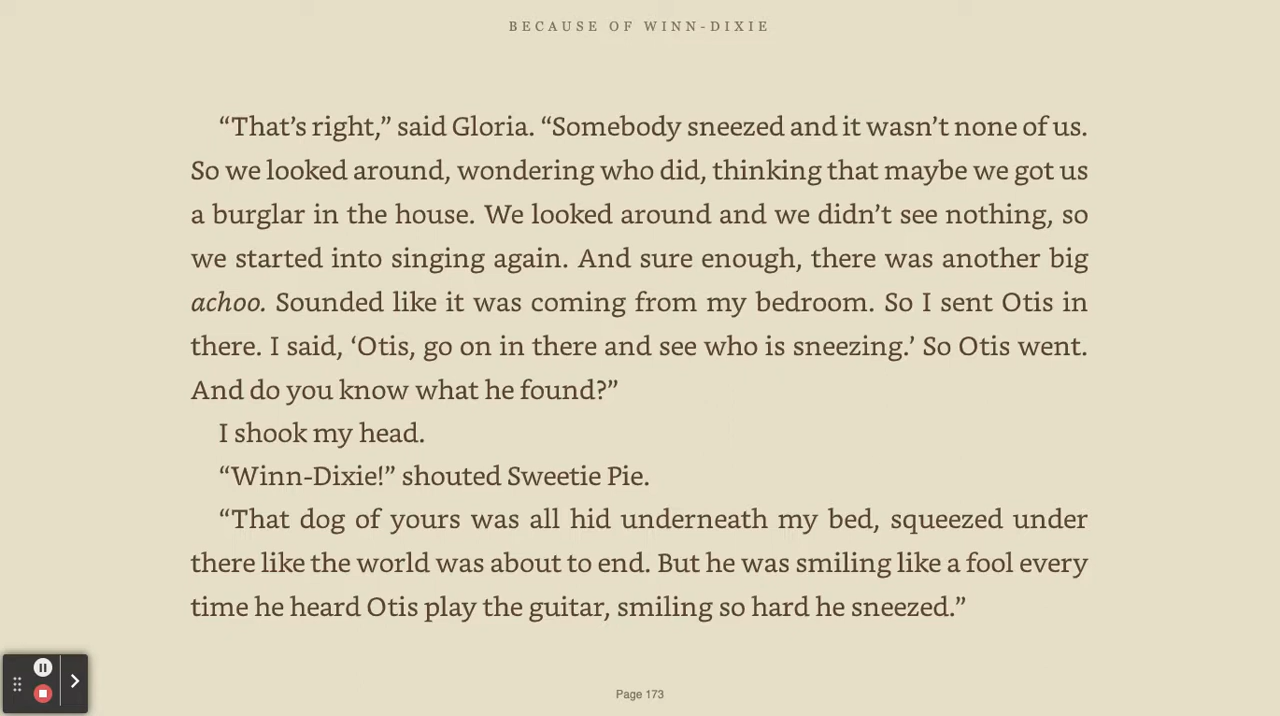 BECAUSE OF WINN-DIXIE
“That’s right,” said Gloria. “Somebody sneezed and it wasn’t none of us.
So we looked around, wondering who did, thinking that maybe we got us
a burglar in the house. We looked around and we didn’t see nothing, so
we started into singing again. And sure enough, there was another big
achoo. Sounded like it was coming from my bedroom. So I sent Otis in
there. I said, ‘Otis, go on in there and see who is sneezing.’ So Otis went.
And do you know what he found?”
I shook my head.
“Winn-Dixie!” shouted Sweetie Pie.
“That dog of yours was all hid underneath my bed, squeezed under
there like the world was about to end. But he was smiling like a fool every
time he heard Otis play the guitar, smiling so hard he sneezed.”
Page 173